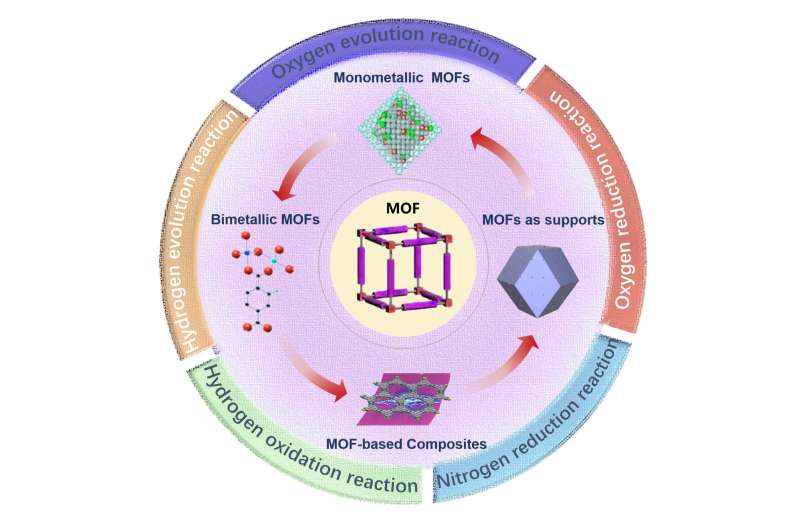 Oxygen evolution reaction
Monometallic MOFs
Hydrogen evolution reaction
Oxygen reduction reaction
Bimetallic MOFs
MOF
MOFs as supports
MOF-based Composites
Hydrogen oxidation reaction
Nitrogen reduction reaction